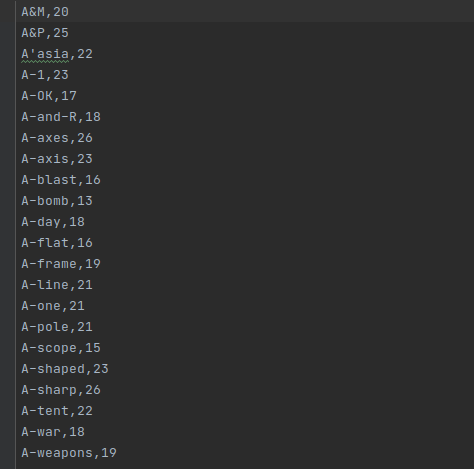 A&M,20
A&P,25
A'asia,22
A-1,23
A-OK,17
A-and-R,18
A-axes,26
A-axis,23
A-blast,16
A-bomb,13
A-day,18
A-flat,16
A-frame,19
A-line,21
A-one,21
A-pole,21
A-scope,15
A-shaped,23
A-sharp,26
A-tent,22
A-war,18
A-weapons,19